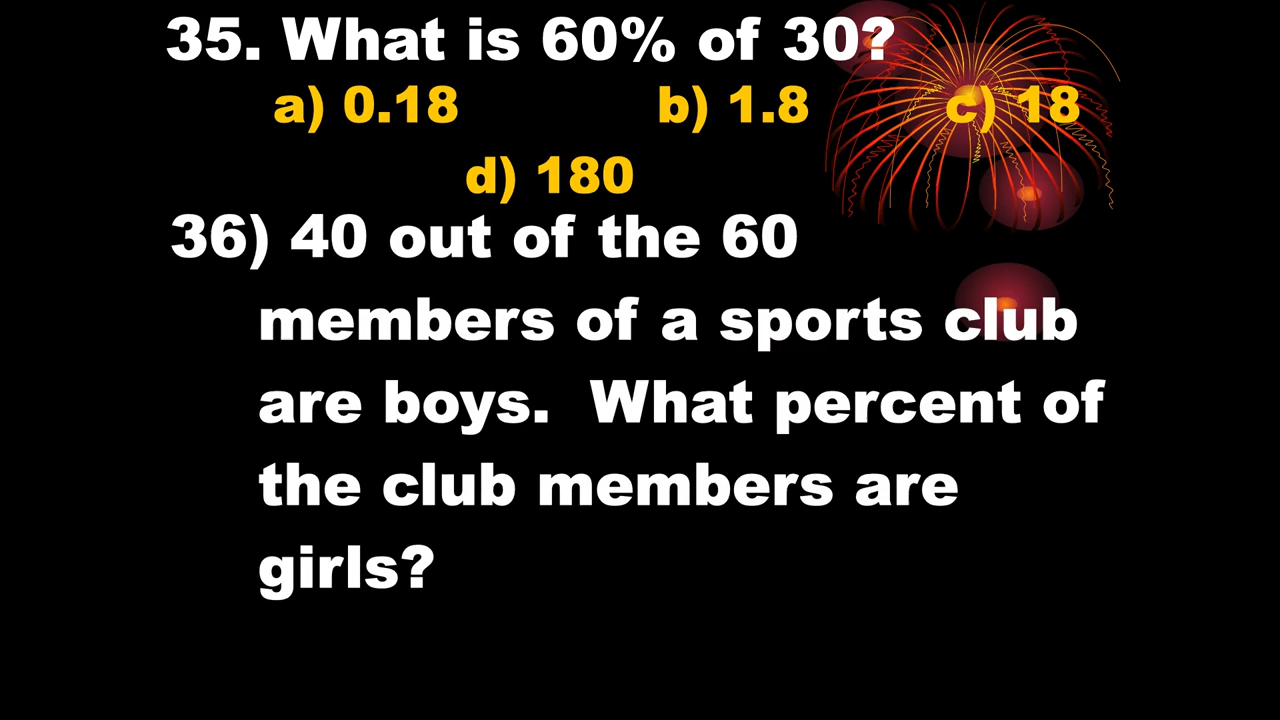 35. What is 60% of 30?
a) 0.18 b) 1.8 c) 18
d) 180
36) 40 out of the 60
members of a sports club
are boys. What percent of
the club members are
girls?